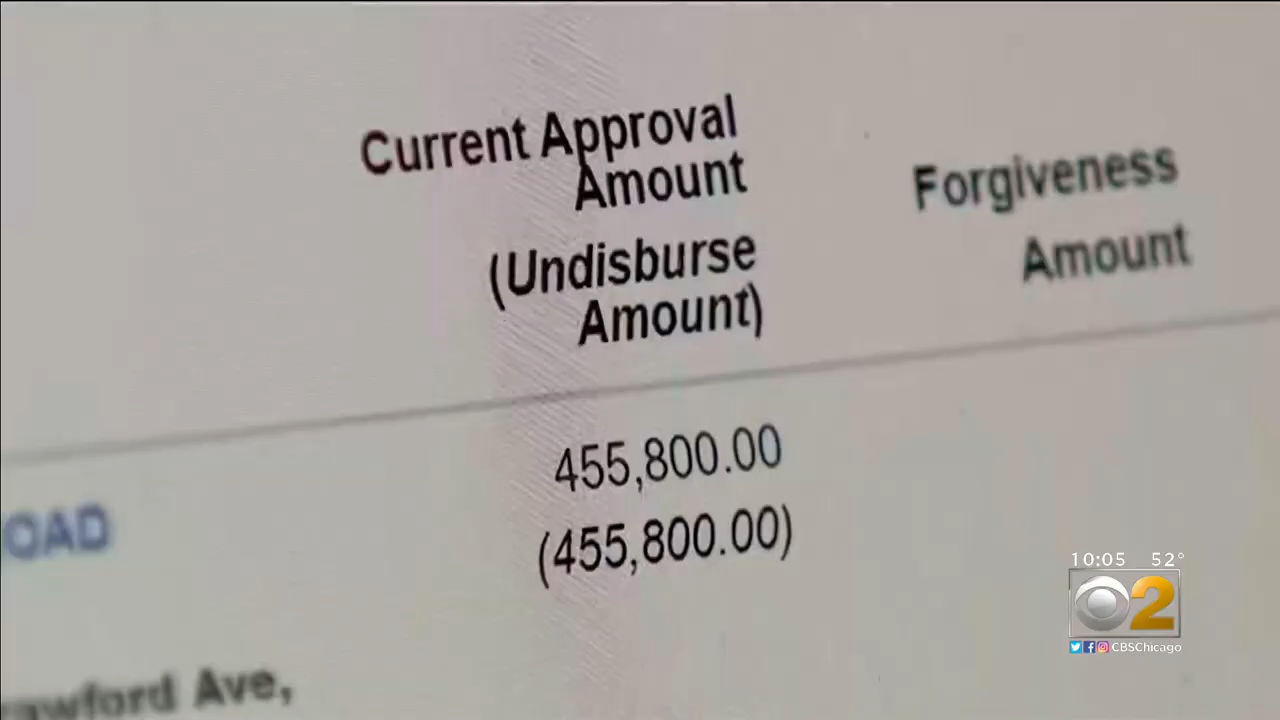 Current Approval
Amount
(Undisburse
Amount)
Forgiveness
Amount
455,800.00
(455,800.00)
OAD
Ave,
10:05 52°
2
CBSChicago